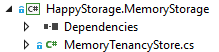 C# HappyStorage.MemoryStorage
Dependencies
C# MemoryTenancyStore.cs